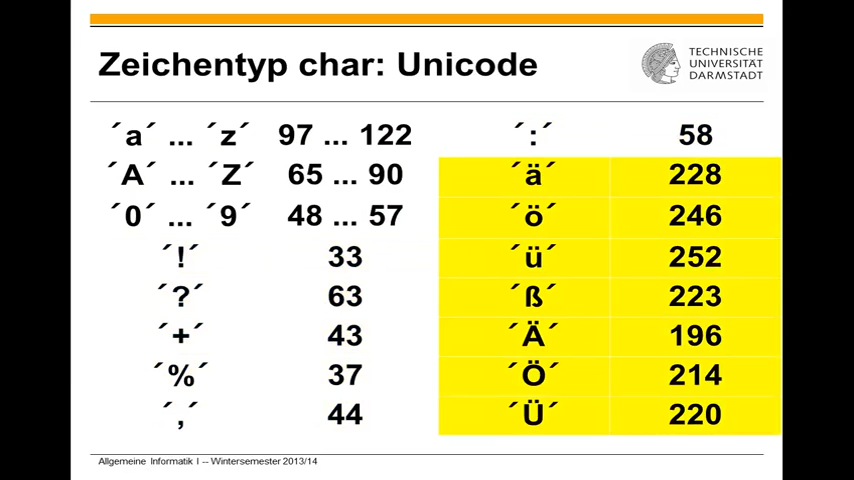 Zeichentyp char: Unicode
TECHNISCHE
UNIVERSITÄT
DARMSTADT
´a´ ... ´z´ 97 ... 122 ´:´ 58
´A´ ... ´Z´ 65 ... 90 ´ä´ 228
´0´ ... ´9´ 48 ... 57 ´ö´ 246
´!´ 33 ´ü´ 252
´?´ 63 ´ß´ 223
´+´ 43 ´Ä´ 196
´%´ 37 ´Ö´ 214
´,´ 44 ´Ü´ 220
Allgemeine Informatik I -- Wintersemester 2013/14